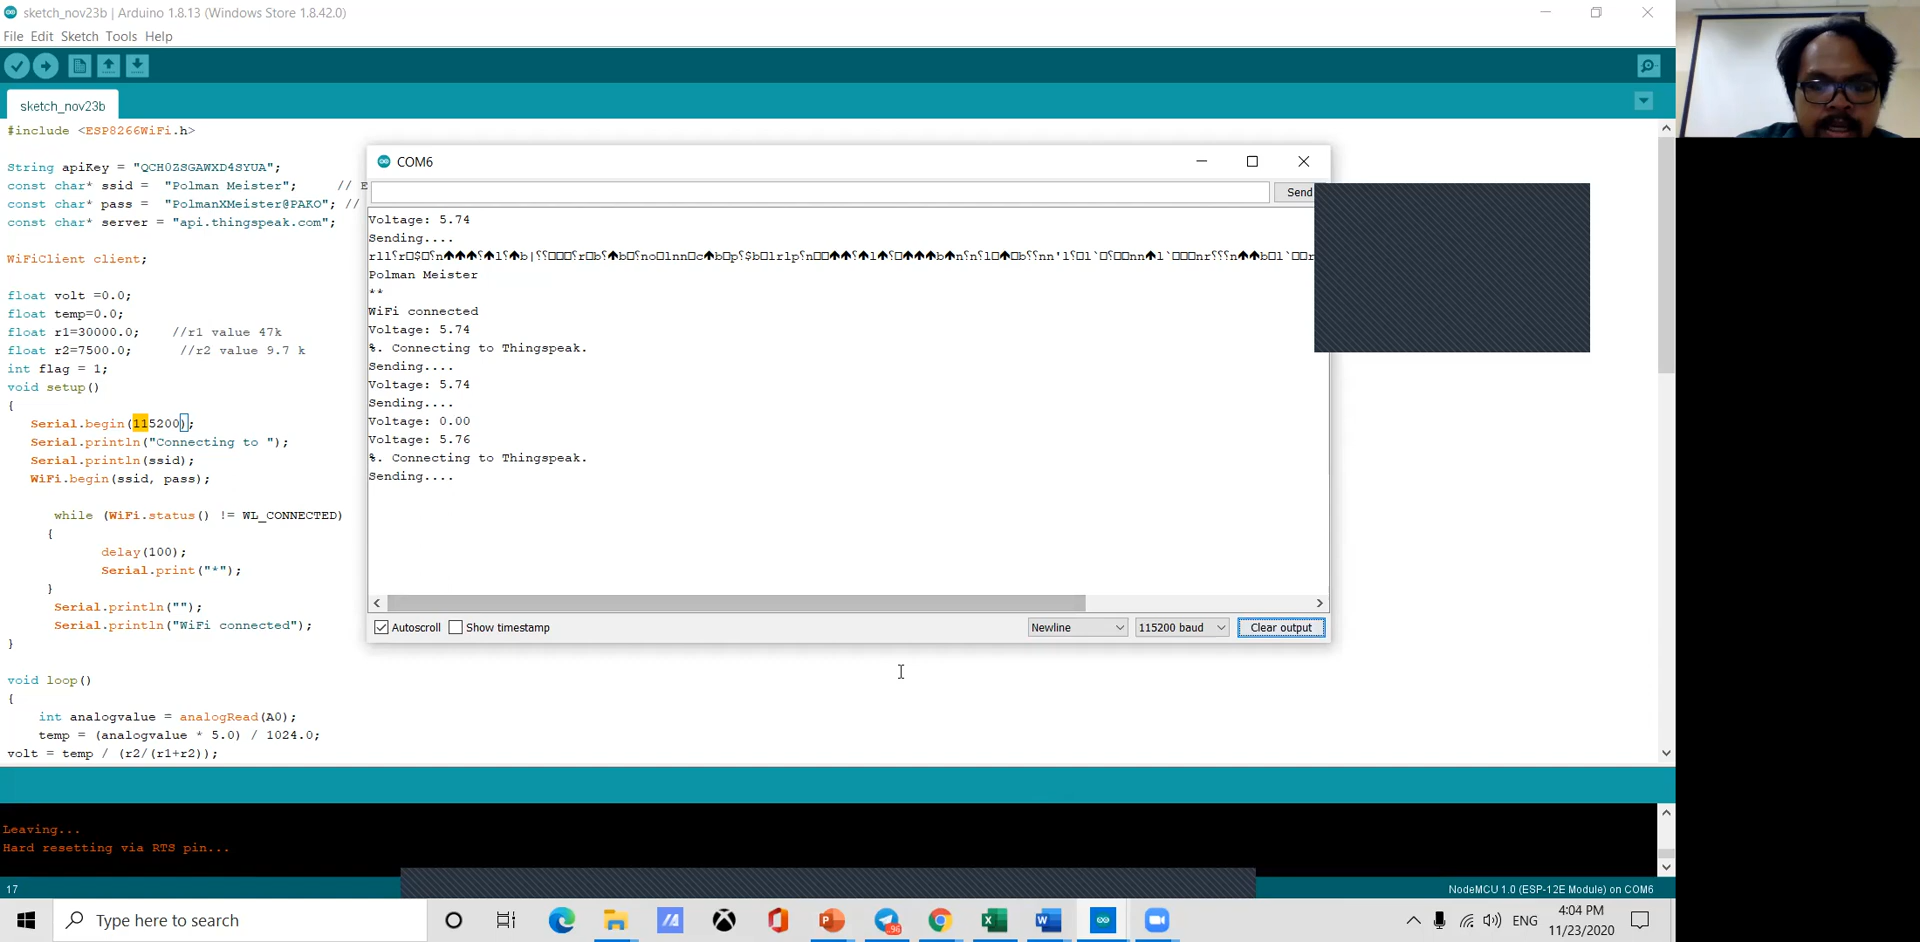 sketch_nov23b | Arduino 1.8.13 (Windows Store 1.8.42.0)
File Edit Sketch Tools Help
sketch_nov23b
#include <ESP8266WiFi.h>
String apiKey = "QCH0ZSGAWXD4SYUA";
const char* ssid =  "Polman Meister";     // E
const char* pass =  "PolmanXMeister@PAKO"; //
const char* server = "api.thingspeak.com";
WiFiClient client;
float volt =0.0;
float temp=0.0;
float r1=30000.0;    //r1 value 47k
float r2=7500.0;      //r2 value 9.7 k
int flag = 1;
void setup()
{
Serial.begin(115200);
Serial.println("Connecting to ");
Serial.println(ssid);
WiFi.begin(ssid, pass);
while (WiFi.status() != WL_CONNECTED)
{
delay(100);
Serial.print("*");
}
Serial.println("");
Serial.println("WiFi connected");
}
void loop()
{
int analogvalue = analogRead(A0);
temp = (analogvalue * 5.0) / 1024.0;
volt = temp / (r2/(r1+r2));
COM6
Send
Voltage: 5.74
Sending....
Polman Meister
**
WiFi connected
Voltage: 5.74
%. Connecting to Thingspeak.
Sending....
Voltage: 5.74
Sending....
Voltage: 0.00
Voltage: 5.76
%. Connecting to Thingspeak.
Sending....
Autoscroll Show timestamp Newline 115200 baud Clear output
Leaving...
Hard resetting via RTS pin...
17 NodeMCU 1.0 (ESP-12E Module) on COM6
Type here to search
96
ENG
4:04 PM
11/23/2020